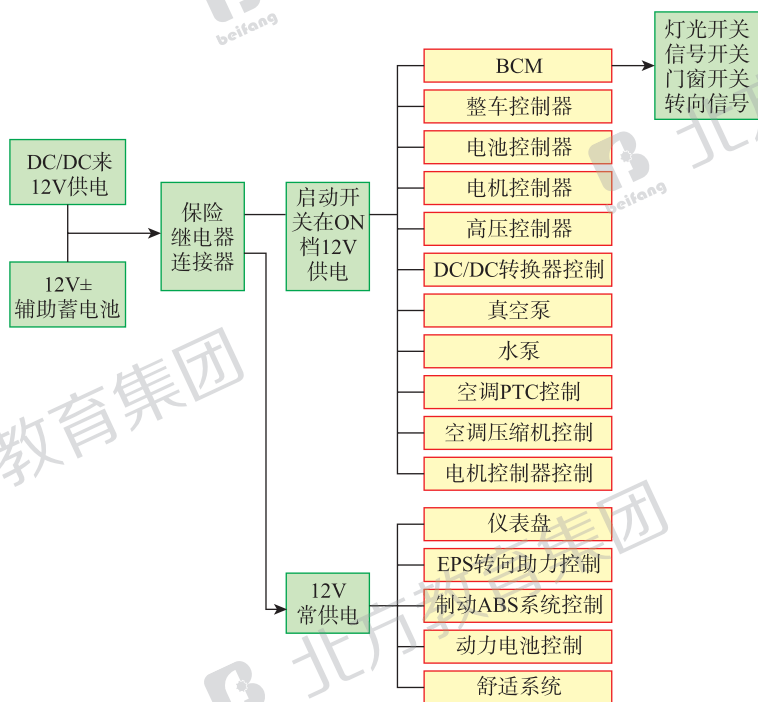 beifang
灯光开关
信号开关
门窗开关
转向信号
BCM
整车控制器
电池控制器
电机控制器
高压控制器
DC/DC转换器控制
真空泵
水泵
空调PTC控制
空调压缩机控制
电机控制器控制
DC/DC来
12V供电
12V±
辅助蓄电池
保险
继电器
连接器
启动开
关在ON
档12V
供电
12V
常供电
仪表盘
EPS转向助力控制
制动ABS系统控制
动力电池控制
舒适系统
北方
beifang
教育集团
北方教育集团